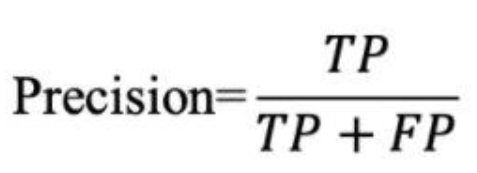 Precision= TP / TP + FP